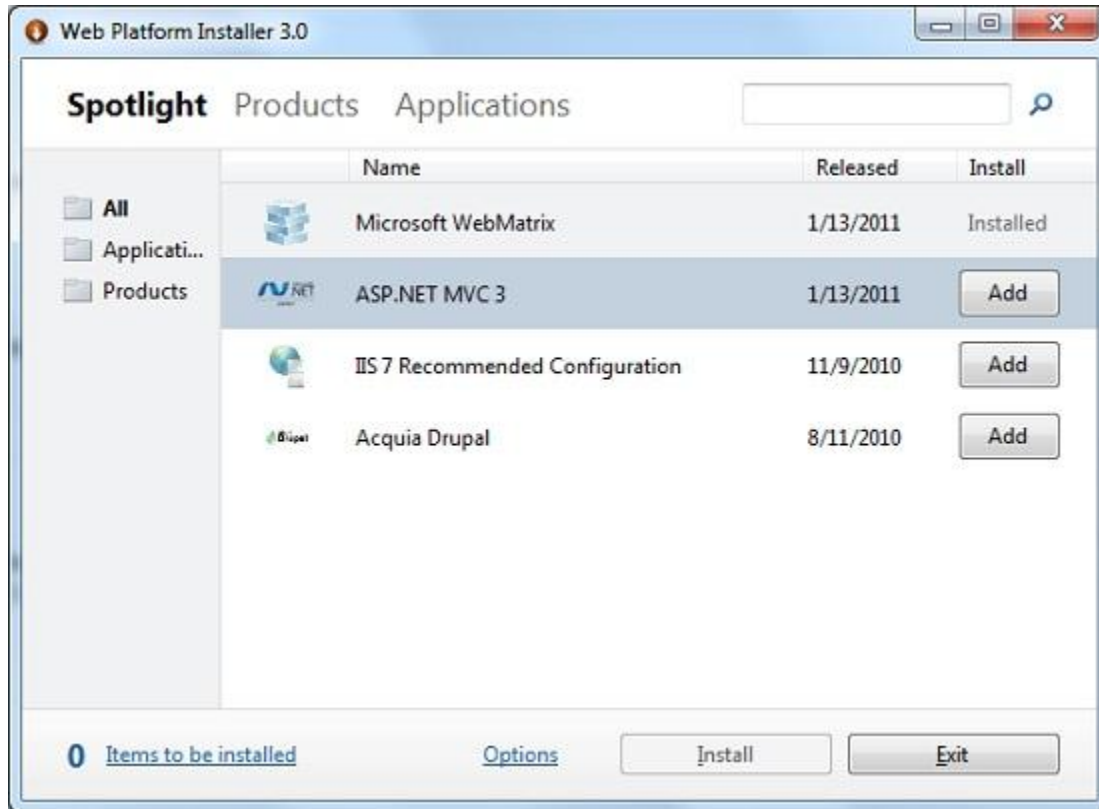 Web Platform Installer 3.0
Spotlight Products Applications
Name Released Install
All
Applicati...
Products
Microsoft WebMatrix 1/13/2011 Installed
.NET ASP.NET MVC 3 1/13/2011 Add
IIS 7 Recommended Configuration 11/9/2010 Add
Acquia Drupal 8/11/2010 Add
0 Items to be installed Options Install Exit